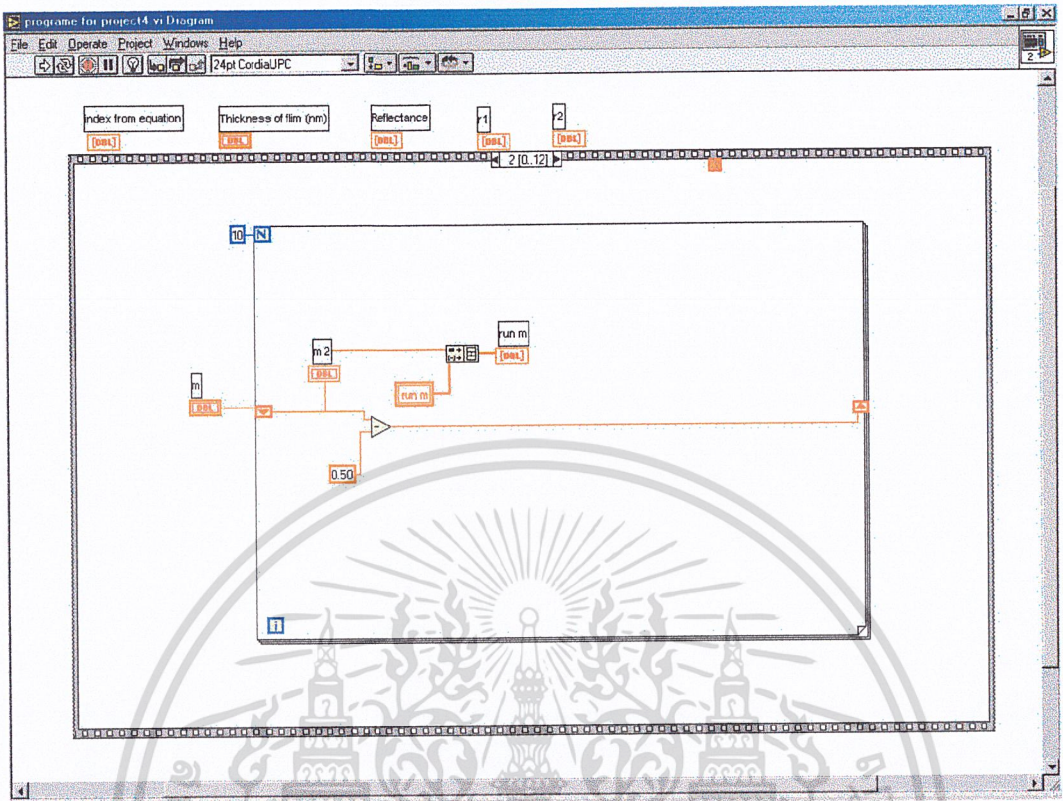 programe for project4.vi Diagram
File Edit Operate Project Windows Help
24pt CordiaUPC
2
index from equation Thickness of flim (nm) Reflectance r1 r2
[DBL] DBL [DBL] [DBL] [DBL]
2 [0..12]
10 N
run m
m 2
[DBL]
DBL
m
run m
DBL
0.50
i